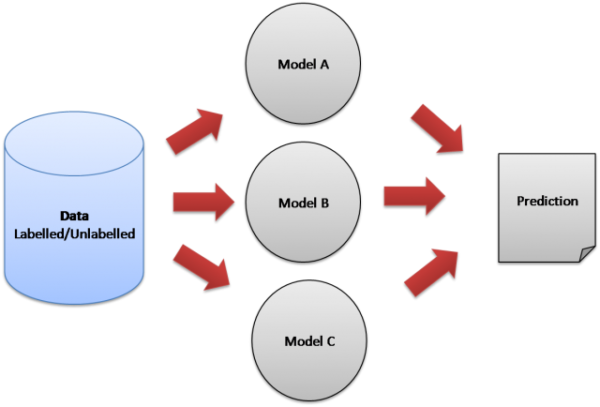 Model A
Data
Labelled/Unlabelled
Model B
Prediction
Model C